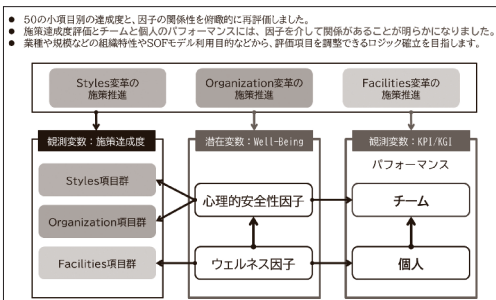 ● 50の小項目別の達成度と、因子の関係性を俯瞰的に再評価しました。
● 施策達成度評価とチームと個人のパフォーマンスには、因子を介して関係があることが明らかになりました。
● 業種や規模などの組織特性やSOFモデル利用目的などから、評価項目を調整できるロジック確立を目指します。
Styles変革の
施策推進
Organization変革の
施策推進
Facilities変革の
施策推進
観測変数：施策達成度
Styles項目群
Organization項目群
Facilities項目群
潜在変数：Well-Being
心理的安全性因子
ウェルネス因子
観測変数：KPI/KGI
パフォーマンス
チーム
個人